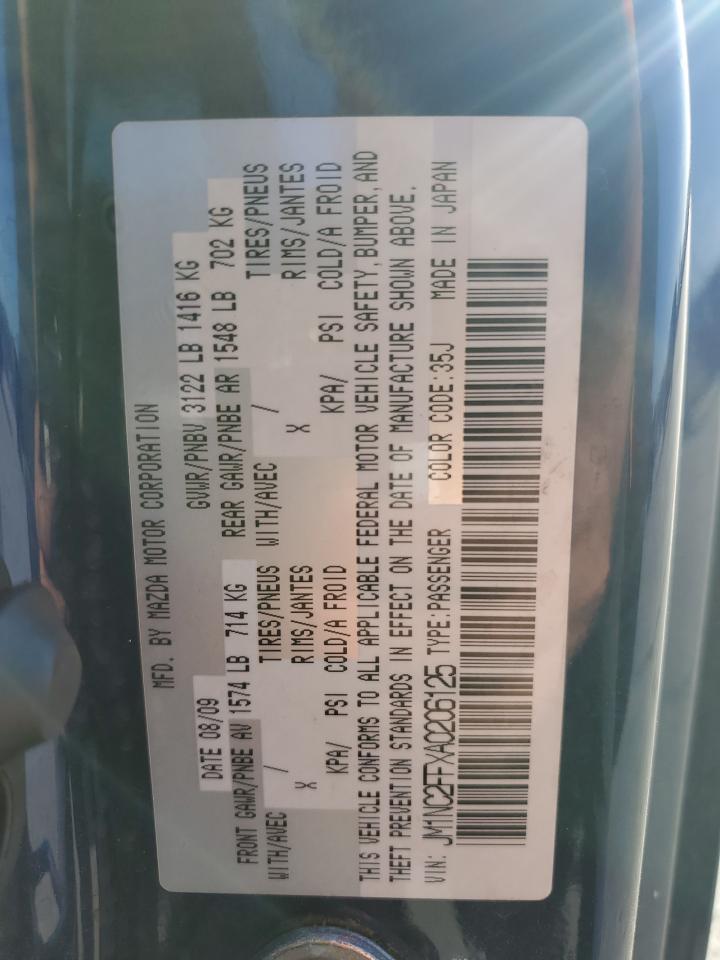 MFD. BY MAZDA MOTOR CORPORATION
DATE 08/09 GVWR/PNBV 3122 LB 1416 KG
FRONT GAWR/PNBE AV 1574 LB 714 KG REAR GAWR/PNBE AR 1548 LB 702 KG
WITH/AVEC / TIRES/PNEUS WITH/AVEC / TIRES/PNEUS
X RIMS/JANTES X RIMS/JANTES
KPA/ PSI COLD/A FROID KPA/ PSI COLD/A FROID
THIS VEHICLE CONFORMS TO ALL APPLICABLE FEDERAL MOTOR VEHICLE SAFETY, BUMPER, AND
THEFT PREVENTION STANDARDS IN EFFECT ON THE DATE OF MANUFACTURE SHOWN ABOVE.
VIN: JM1NC2FFXA0206125 TYPE:PASSENGER COLOR CODE:35J MADE IN JAPAN